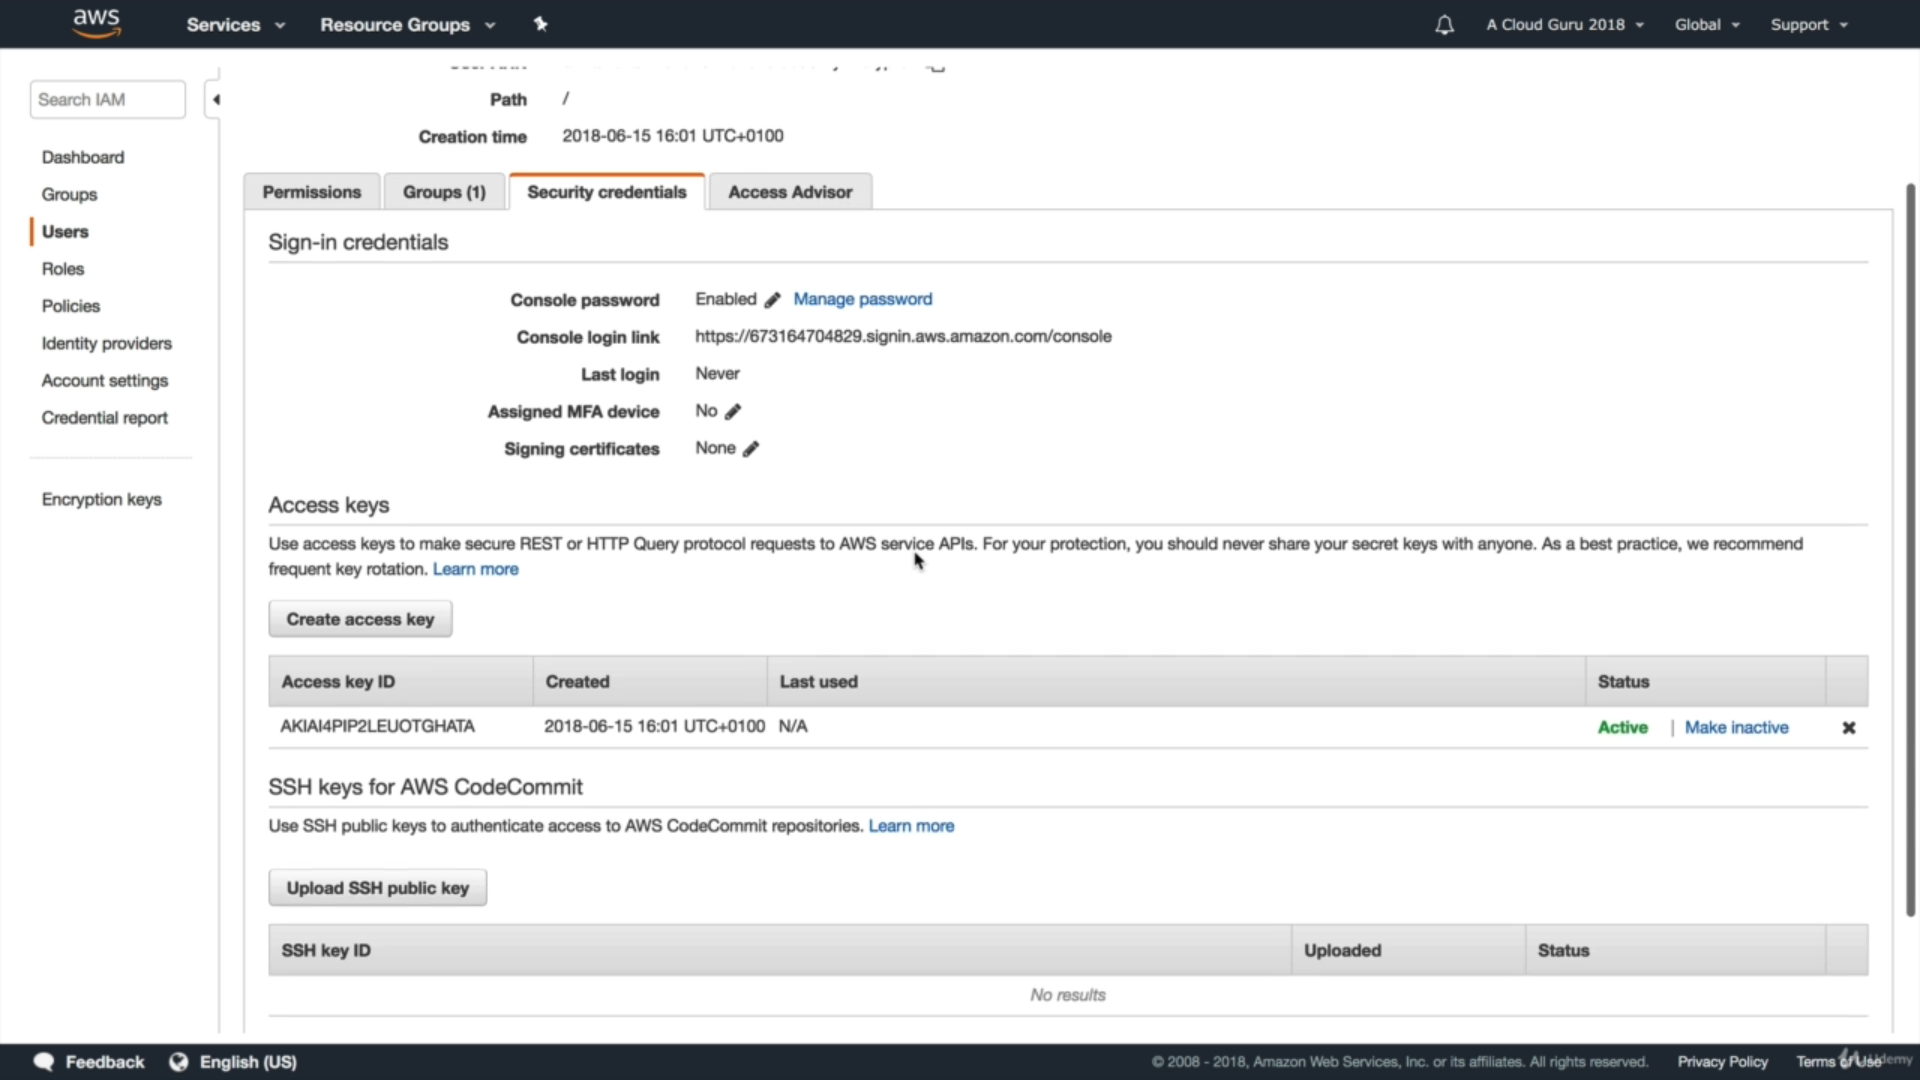 aws Services Resource Groups A Cloud Guru 2018 Global Support
Search IAM
Dashboard
Groups
Users
Roles
Policies
Identity providers
Account settings
Credential report
Encryption keys
Path /
Creation time 2018-06-15 16:01 UTC+0100
Permissions Groups (1) Security credentials Access Advisor
Sign-in credentials
Console password Enabled Manage password
Console login link https://673164704829.signin.aws.amazon.com/console
Last login Never
Assigned MFA device No
Signing certificates None
Access keys
Use access keys to make secure REST or HTTP Query protocol requests to AWS service APIs. For your protection, you should never share your secret keys with anyone. As a best practice, we recommend
frequent key rotation. Learn more
Create access key
Access key ID Created Last used Status
AKIAI4PIP2LEUOTGHATA 2018-06-15 16:01 UTC+0100 N/A Active | Make inactive
SSH keys for AWS CodeCommit
Use SSH public keys to authenticate access to AWS CodeCommit repositories. Learn more
Upload SSH public key
SSH key ID Uploaded Status
No results
Feedback English (US) © 2008 - 2018, Amazon Web Services, Inc. or its affiliates. All rights reserved. Privacy Policy Terms of Use